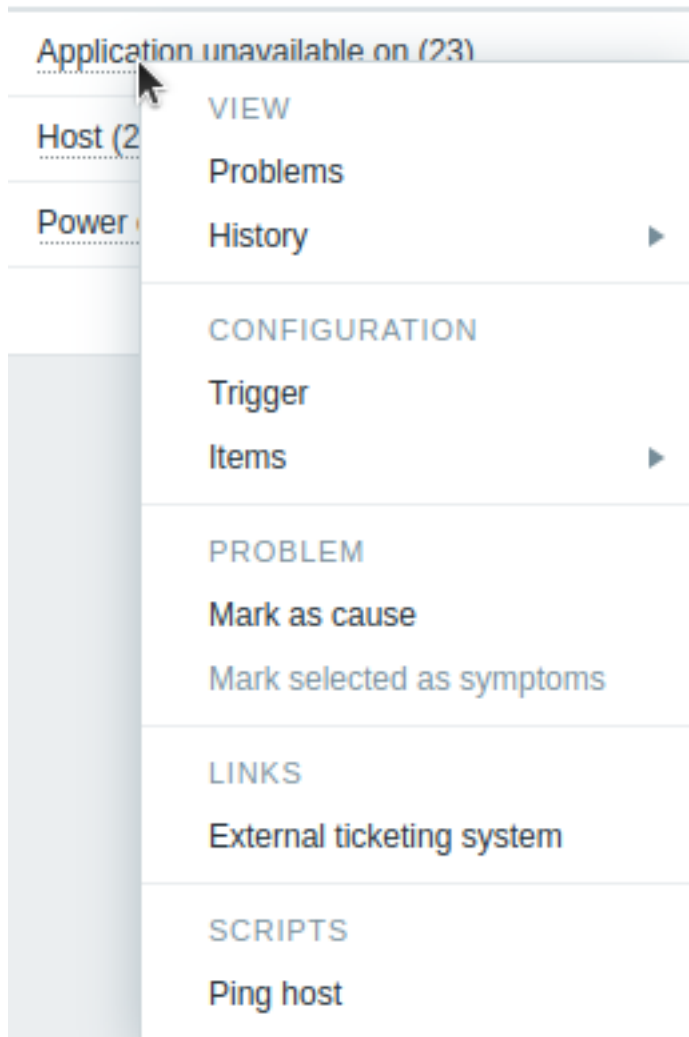 Application unavailable on (23)
Host (2
Power
VIEW
Problems
History
CONFIGURATION
Trigger
Items
PROBLEM
Mark as cause
Mark selected as symptoms
LINKS
External ticketing system
SCRIPTS
Ping host